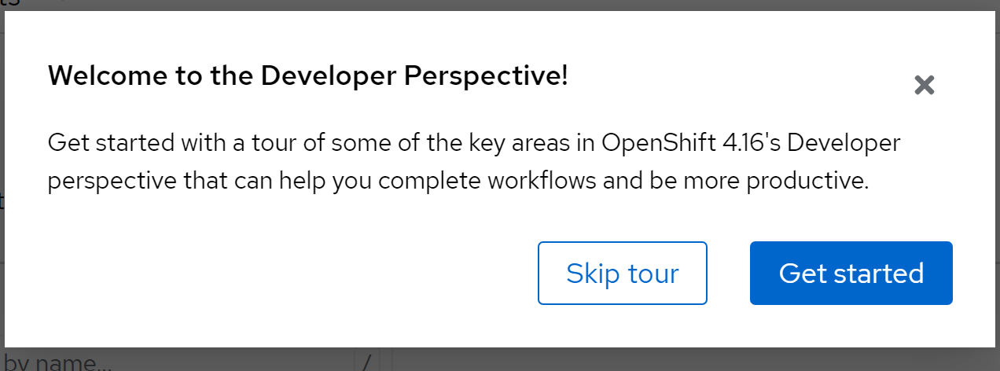 ts
Welcome to the Developer Perspective!
Get started with a tour of some of the key areas in OpenShift 4.16's Developer
perspective that can help you complete workflows and be more productive.
Skip tour
Get started
by name...
/